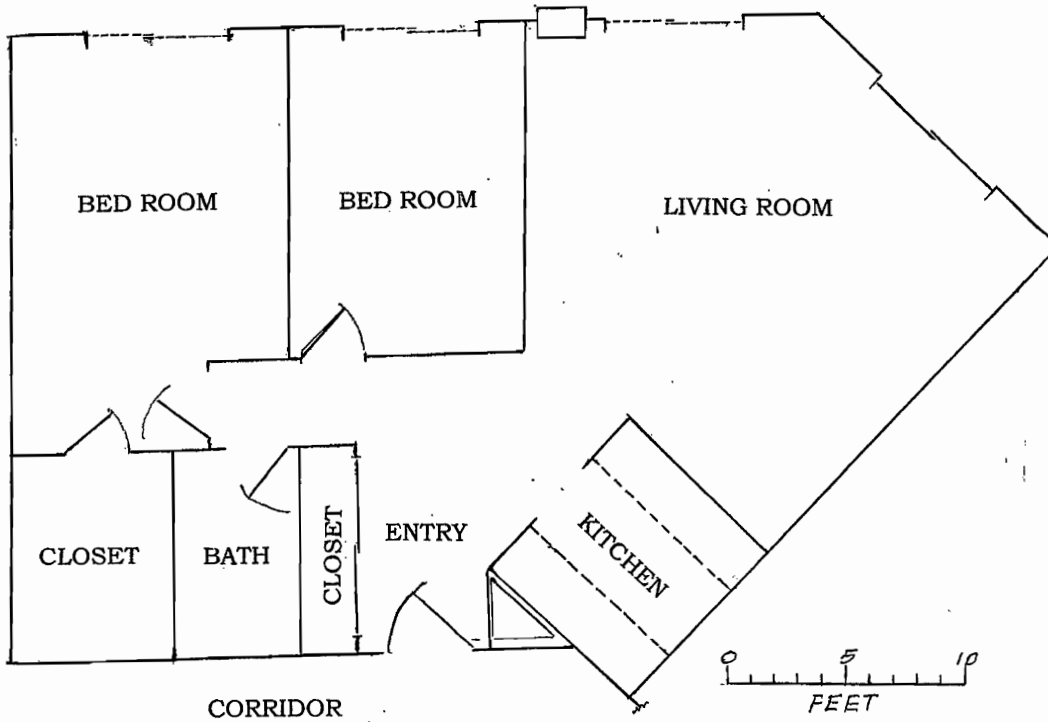 BED ROOM
BED ROOM
LIVING ROOM
CLOSET
BATH
CLOSET
ENTRY
KITCHEN
0 5 10
FEET
CORRIDOR